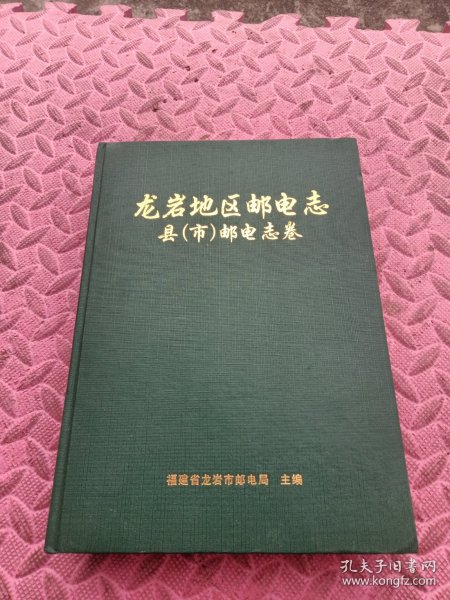 龙岩地区邮电志
县(市)邮电志卷
福建省龙岩市邮电局 主编
孔夫子旧书网
www.kongfz.com